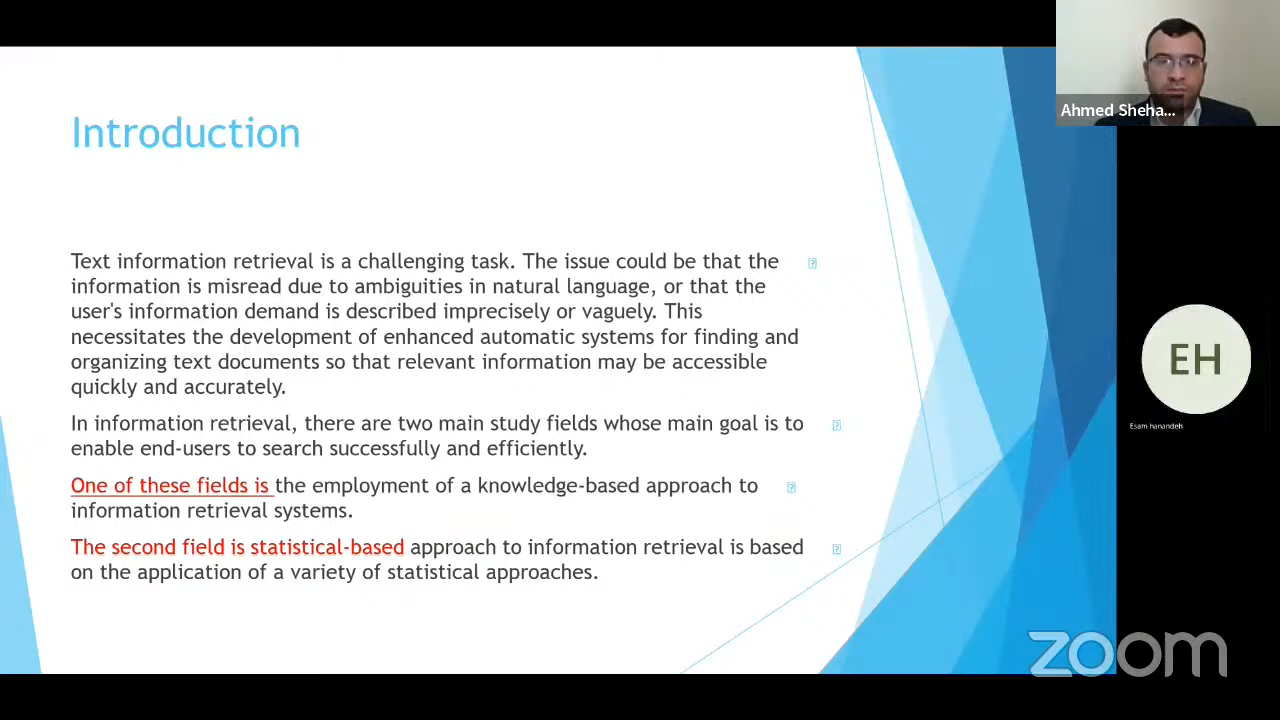 Ahmed Sheha...
Introduction
Text information retrieval is a challenging task. The issue could be that the
information is misread due to ambiguities in natural language, or that the
user's information demand is described imprecisely or vaguely. This
necessitates the development of enhanced automatic systems for finding and
organizing text documents so that relevant information may be accessible
quickly and accurately.
In information retrieval, there are two main study fields whose main goal is to
enable end-users to search successfully and efficiently.
One of these fields is the employment of a knowledge-based approach to
information retrieval systems.
The second field is statistical-based approach to information retrieval is based
on the application of a variety of statistical approaches.
EH
Esam hanandeh
zoom